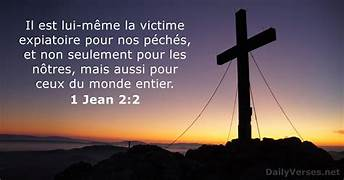 Il est lui-même la victime
expiatoire pour nos péchés,
et non seulement pour les
nôtres, mais aussi pour
ceux du monde entier.
1 Jean 2:2
DailyVerses.net